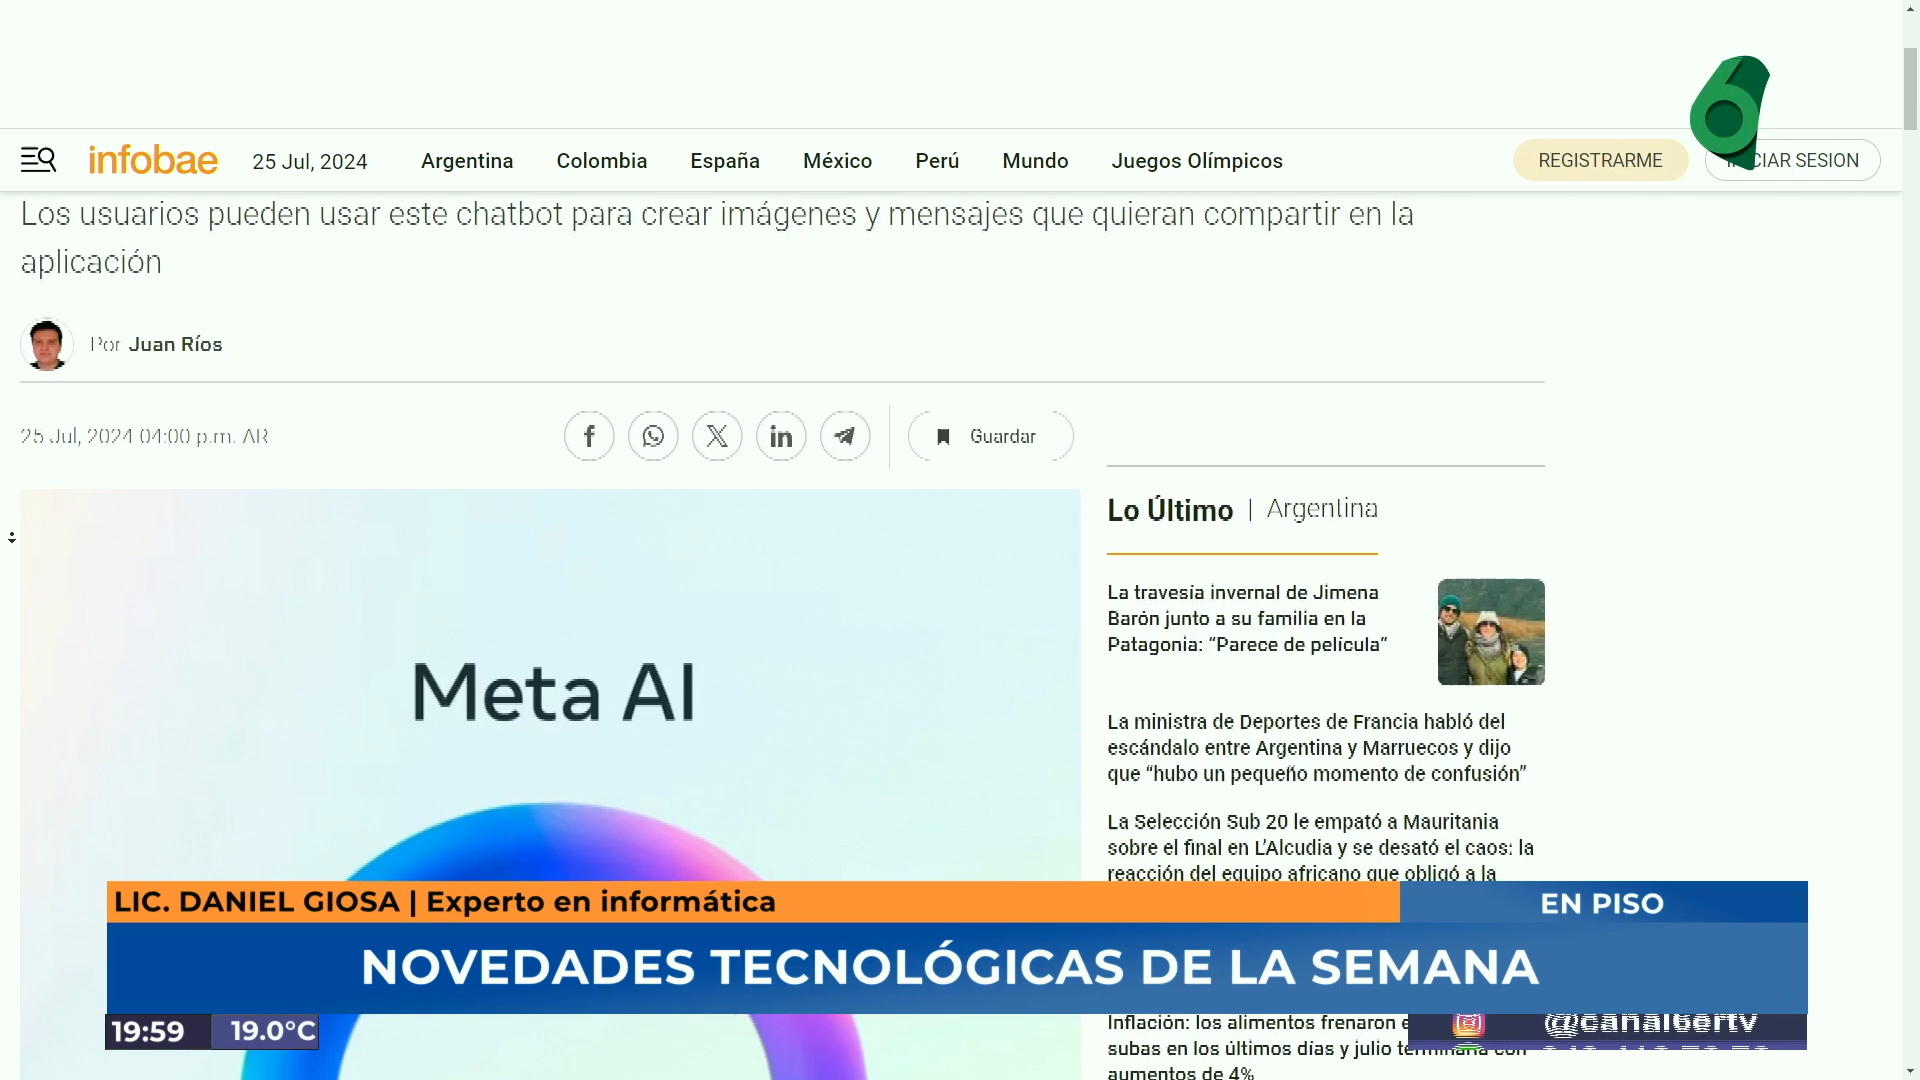 6
infobae 25 Jul, 2024 Argentina Colombia España México Perú Mundo Juegos Olímpicos REGISTRARME CIAR SESION
Los usuarios pueden usar este chatbot para crear imágenes y mensajes que quieran compartir en la
aplicación
Por Juan Ríos
25 Jul, 2024 04:00 p.m. AR
Guardar
Lo Último | Argentina
La travesía invernal de Jimena
Barón junto a su familia en la
Patagonia: “Parece de película”
La ministra de Deportes de Francia habló del
escándalo entre Argentina y Marruecos y dijo
que “hubo un pequeño momento de confusión”
La Selección Sub 20 le empató a Mauritania
sobre el final en L’Alcudia y se desató el caos: la
reacción del equipo africano que obligó a la
Meta AI
LIC. DANIEL GIOSA | Experto en informática
EN PISO
NOVEDADES TECNOLÓGICAS DE LA SEMANA
19:59 19.0°C
Inflación: los alimentos frenaron
subas en los últimos días y julio terminaría con
aumentos de 4%
@canal6ertv